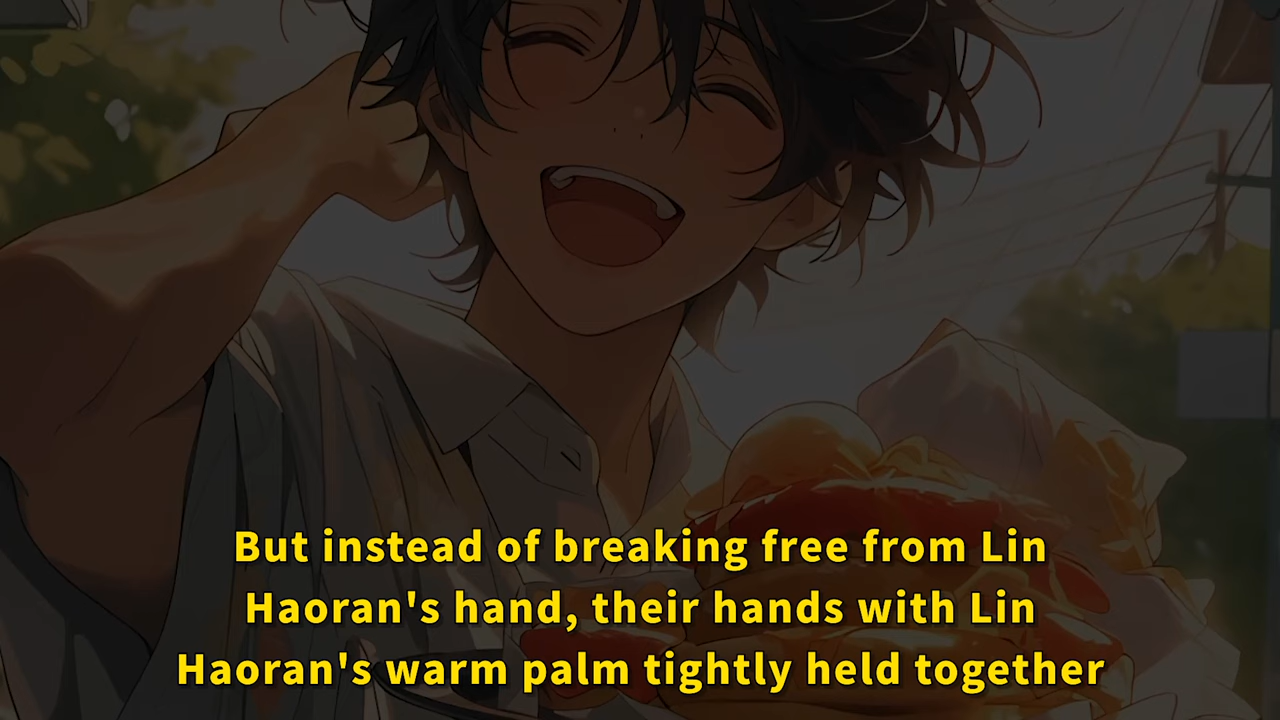 But instead of breaking free from Lin
Haoran's hand, their hands with Lin
Haoran's warm palm tightly held together